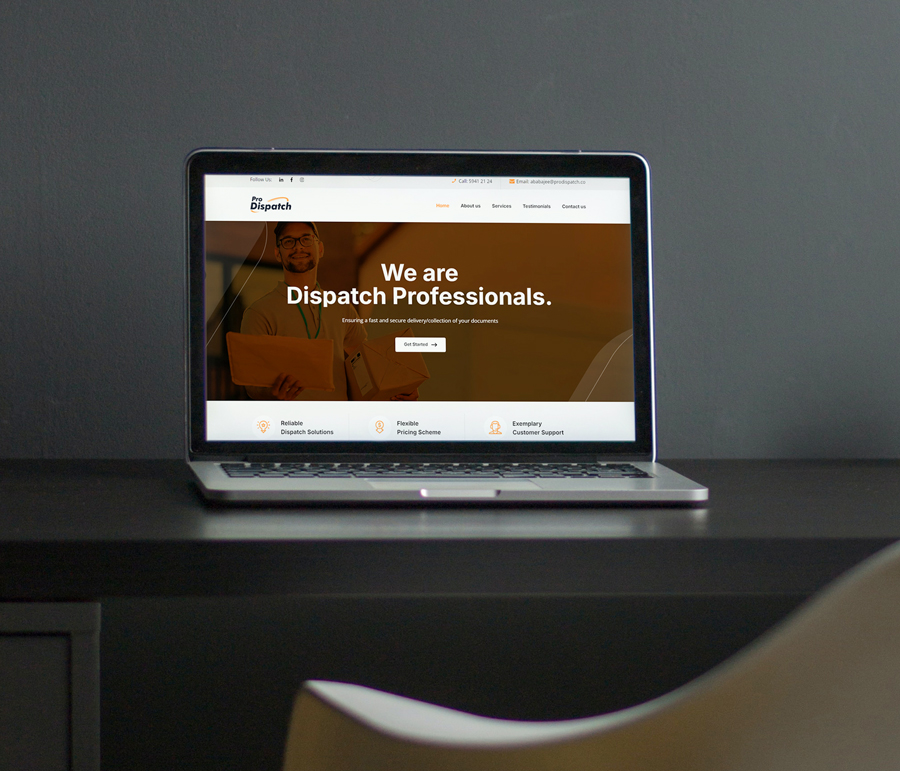 Follow Us:
Call: 5941 21 24
Email: ababajee@prodispatch.co
Pro
Dispatch
Home About us Services Testimonials Contact us
We are
Dispatch Professionals.
Ensuring a fast and secure delivery/collection of your documents
Get Started
Reliable
Dispatch Solutions
Flexible
Pricing Scheme
Exemplary
Customer Support